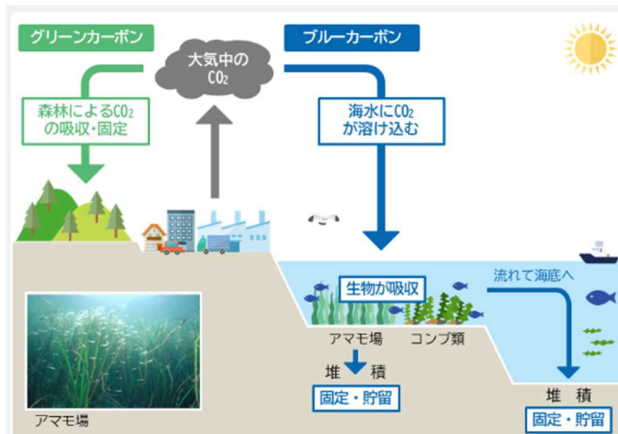 グリーンカーボン
大気中の
CO₂
ブルーカーボン
森林によるCO₂
の吸収・固定
海水にCO₂
が溶け込む
生物が吸収
流れて海底へ
アマモ場
コンブ類
堆 積
固定・貯留
堆 積
固定・貯留
アマモ場